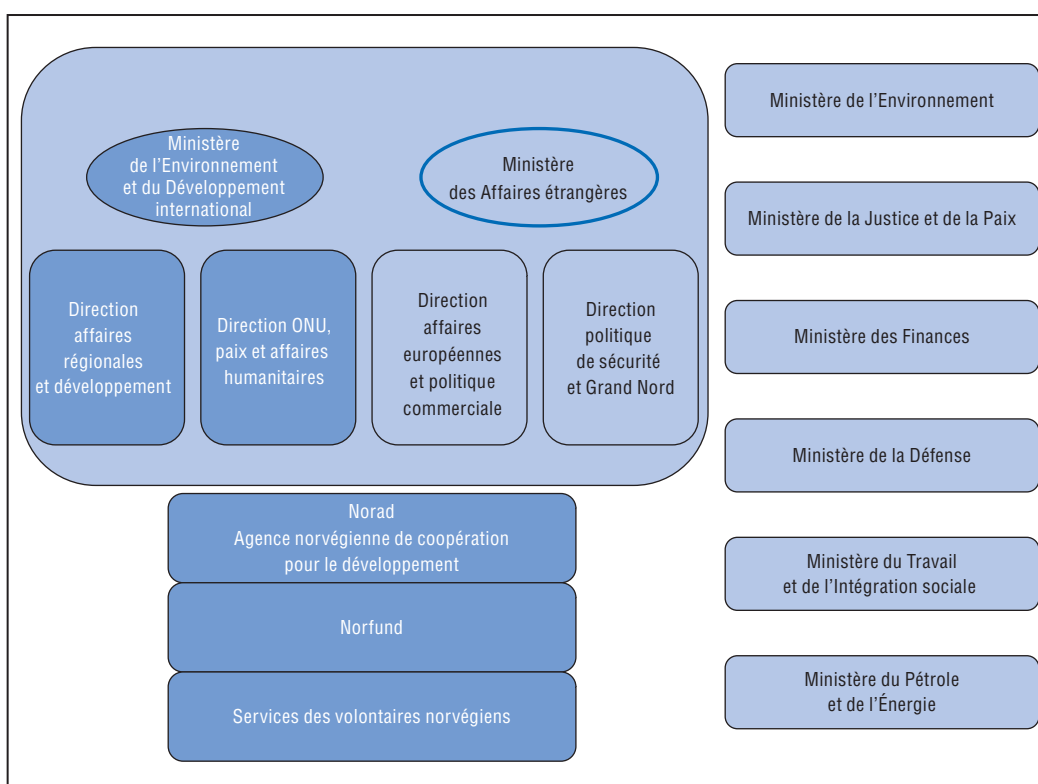 Ministère
de l'Environnement
et du Développement
international
Ministère
des Affaires étrangères
Direction
affaires
régionales
et développement
Direction ONU,
paix et affaires
humanitaires
Direction
affaires
européennes
et politique
commerciale
Direction
politique
de sécurité
et Grand Nord
Norad
Agence norvégienne de coopération
pour le développement
Norfund
Services des volontaires norvégiens
Ministère de l'Environnement
Ministère de la Justice et de la Paix
Ministère des Finances
Ministère de la Défense
Ministère du Travail
et de l'Intégration sociale
Ministère du Pétrole
et de l'Énergie